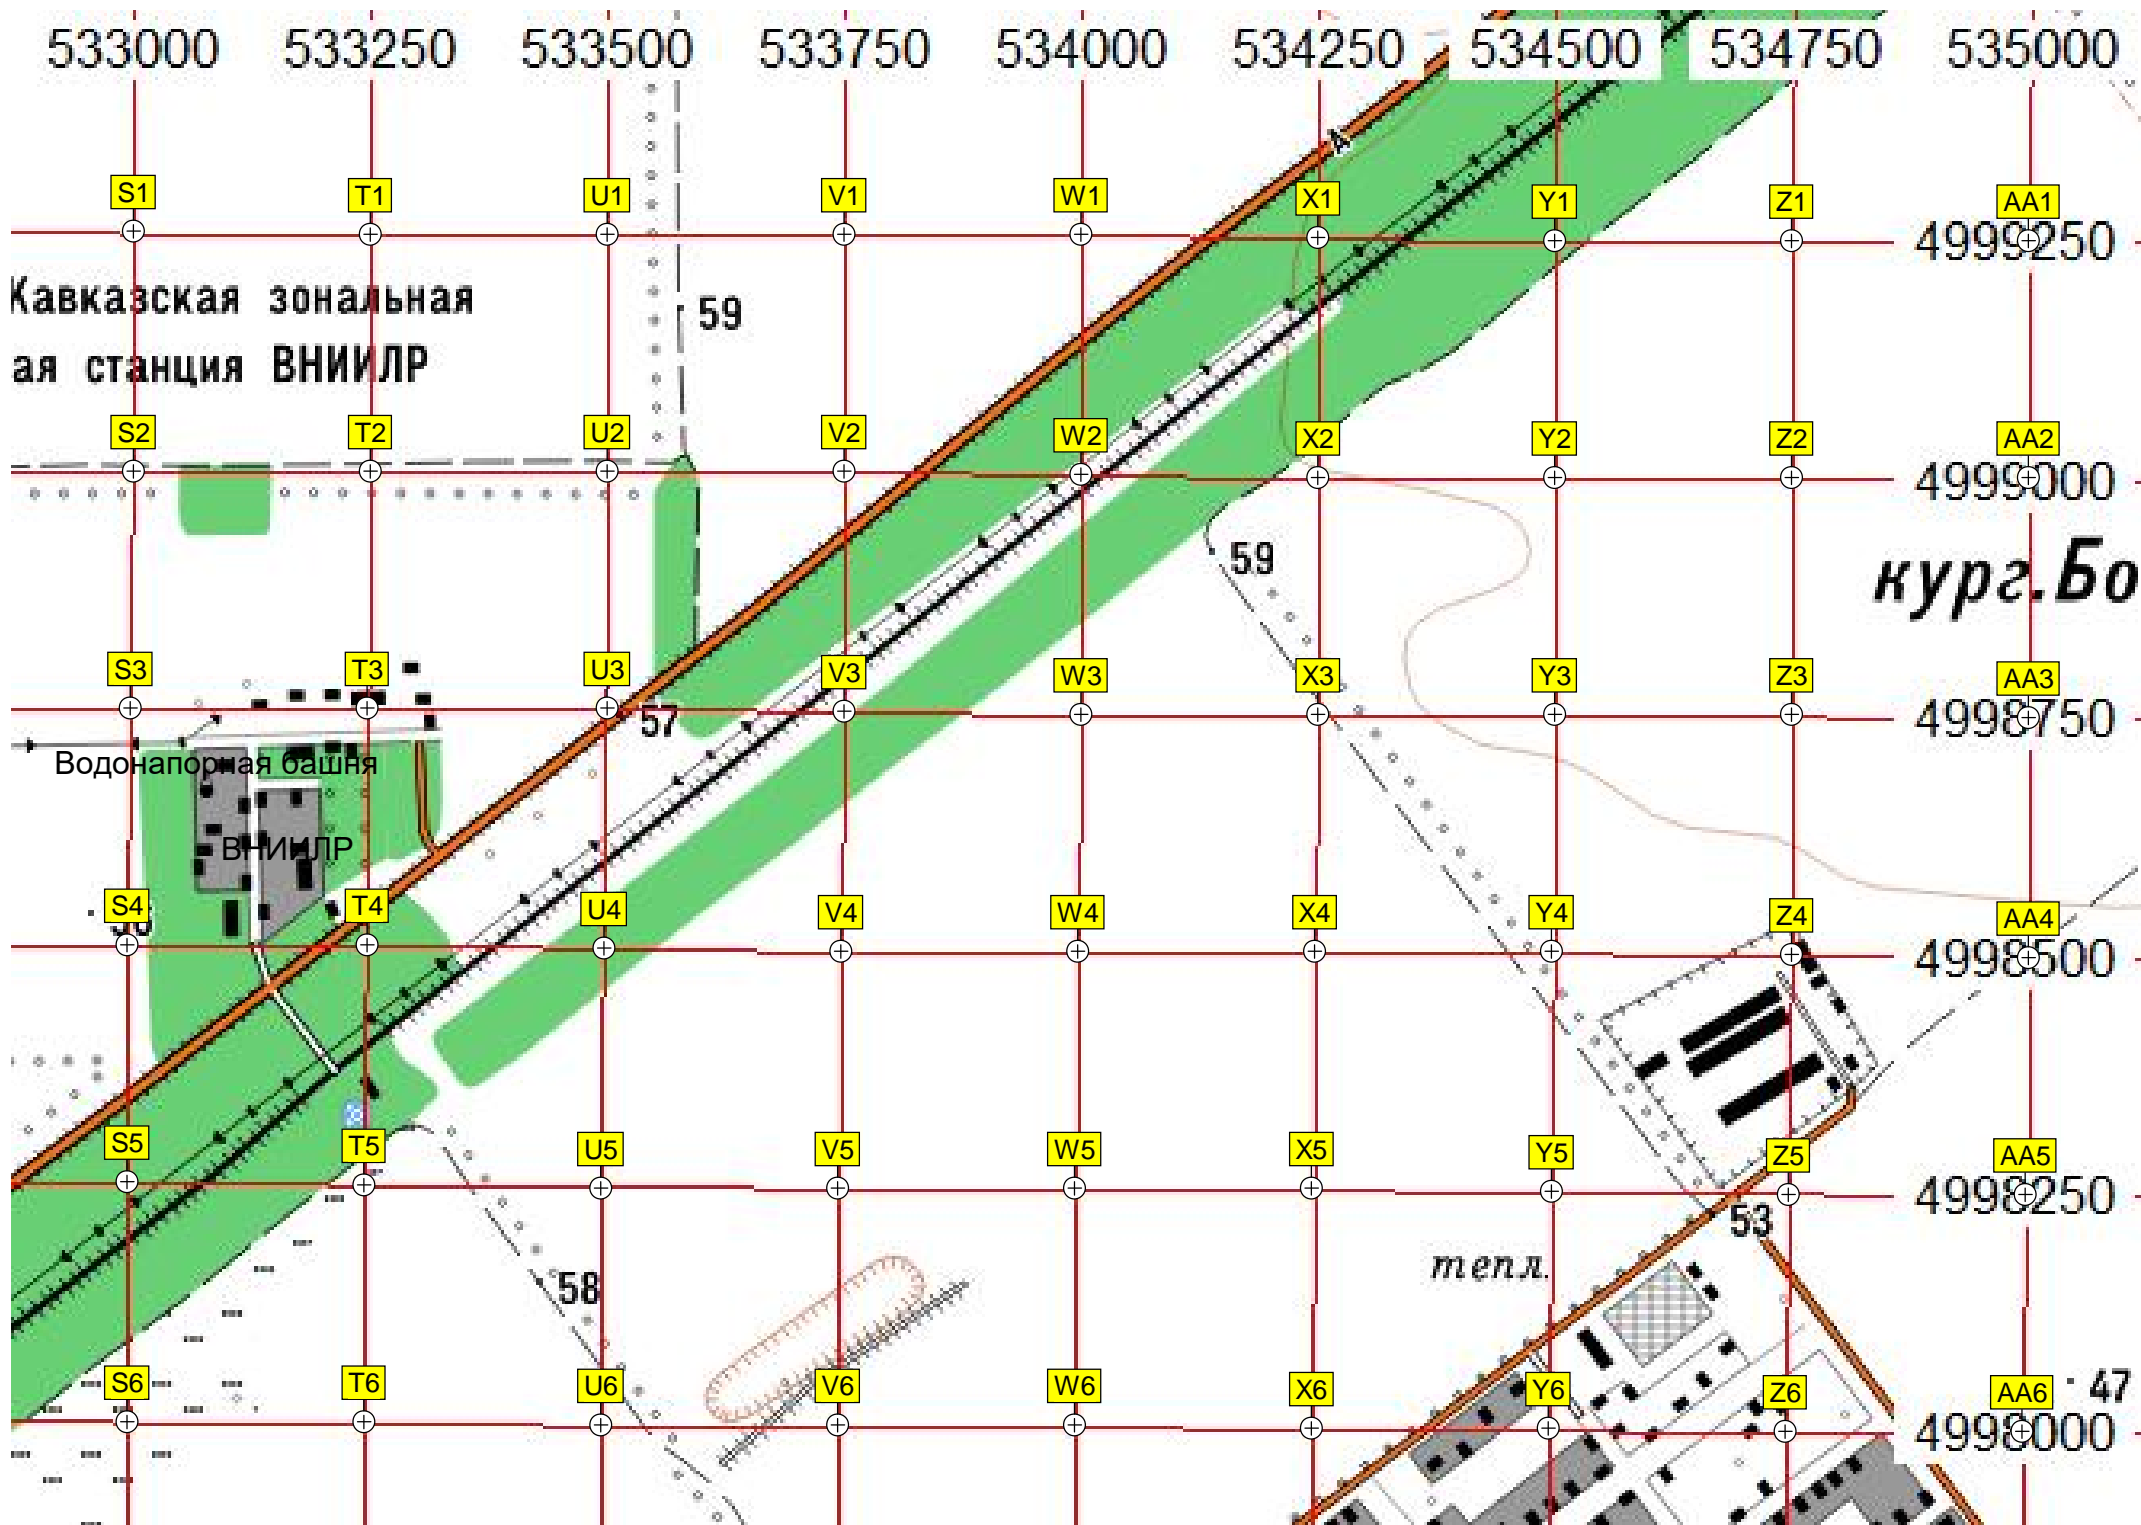 533000 533250 533500 533750 534000 534250 534500 534750 535000
A
S1 T1 U1 V1 W1 X1 Y1 Z1 AA1
4999250
Кавказская зональная
59
ая станция ВНИИЛР
S2 T2 U2 V2 W2 X2 Y2 Z2 AA2
4999000
59
кург.Бо
S3 T3 U3 V3 W3 X3 Y3 Z3 AA3
57
4998750
Водонапорная башня
ВНИИЛР
S4 T4 U4 V4 W4 X4 Y4 Z4 AA4
4998500
S5 T5 U5 V5 W5 X5 Y5 Z5 AA5
4998250
53
тепл.
58
S6 T6 U6 V6 W6 X6 Y6 Z6 AA6
47
4998000